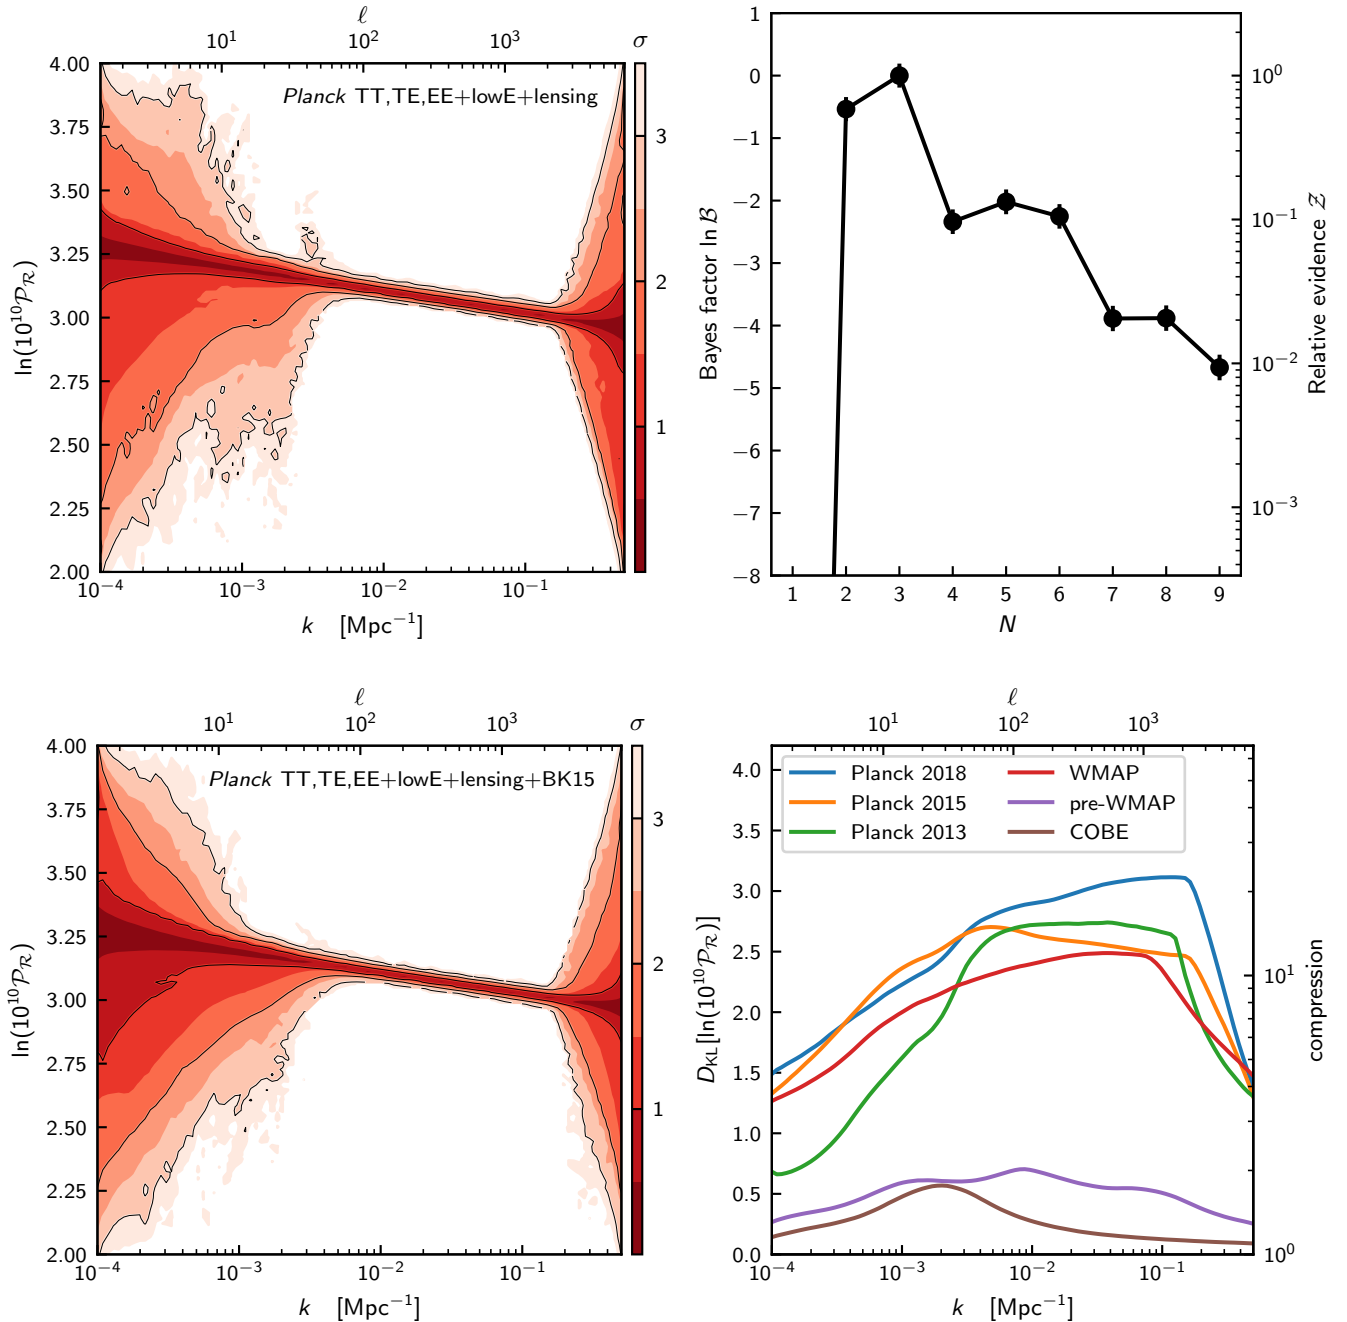 ℓ
10¹ 10² 10³ σ
Planck TT,TE,EE+lowE+lensing
4.00
3.75
3.50
3.25
3.00
2.75
2.50
2.25
2.00
ln(10¹⁰𝒫_ℛ)
3
2
1
10⁻⁴ 10⁻³ 10⁻² 10⁻¹
k [Mpc⁻¹]
1
0
−1
−2
−3
−4
−5
−6
−7
−8
Bayes factor ln ℬ
10⁰
10⁻¹
10⁻²
10⁻³
Relative evidence 𝒵
1 2 3 4 5 6 7 8 9
N
ℓ
10¹ 10² 10³ σ
Planck TT,TE,EE+lowE+lensing+BK15
4.00
3.75
3.50
3.25
3.00
2.75
2.50
2.25
2.00
ln(10¹⁰𝒫_ℛ)
3
2
1
10⁻⁴ 10⁻³ 10⁻² 10⁻¹
k [Mpc⁻¹]
ℓ
10¹ 10² 10³
Planck 2018 WMAP
Planck 2015 pre-WMAP
Planck 2013 COBE
4.0
3.5
3.0
2.5
2.0
1.5
1.0
0.5
0.0
D_KL[ln(10¹⁰𝒫_ℛ)]
10¹
10⁰
compression
10⁻⁴ 10⁻³ 10⁻² 10⁻¹
k [Mpc⁻¹]